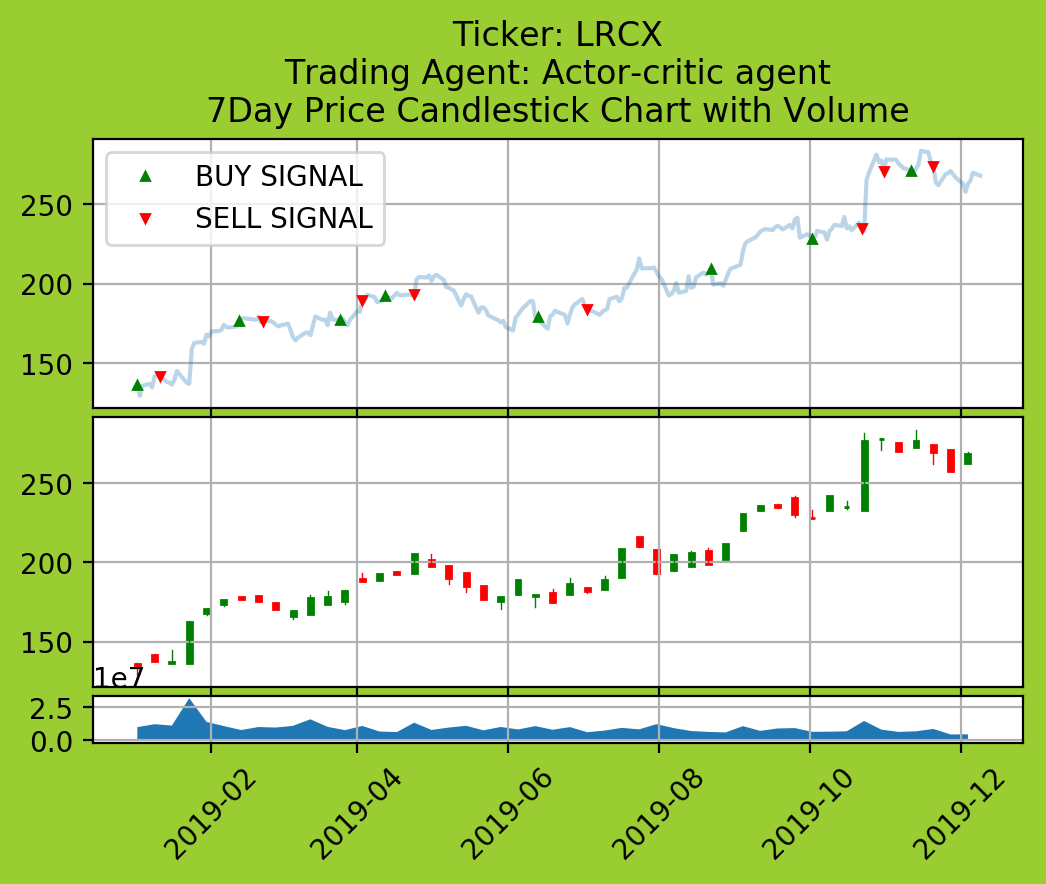 Ticker: LRCX
Trading Agent: Actor-critic agent
7Day Price Candlestick Chart with Volume
BUY SIGNAL
SELL SIGNAL
250
200
150
250
200
150
1e7
2.5
0.0
2019-02
2019-04
2019-06
2019-08
2019-10
2019-12